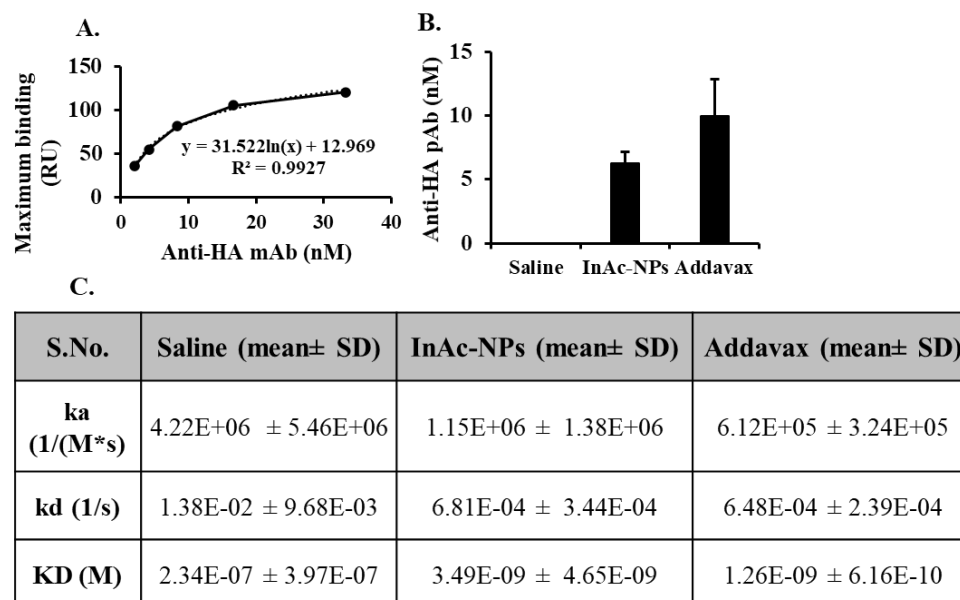 A.
Maximum binding
(RU)
150
100
50
0
y = 31.522ln(x) + 12.969
R² = 0.9927
0 10 20 30 40
Anti-HA mAb (nM)
B.
Anti-HA pAb (nM)
15
10
5
0
Saline InAc-NPs Addavax
C.
S.No. Saline (mean± SD) InAc-NPs (mean± SD) Addavax (mean± SD)
ka
(1/(M*s) 4.22E+06 ± 5.46E+06 1.15E+06 ± 1.38E+06 6.12E+05 ± 3.24E+05
kd (1/s) 1.38E-02 ± 9.68E-03 6.81E-04 ± 3.44E-04 6.48E-04 ± 2.39E-04
KD (M) 2.34E-07 ± 3.97E-07 3.49E-09 ± 4.65E-09 1.26E-09 ± 6.16E-10